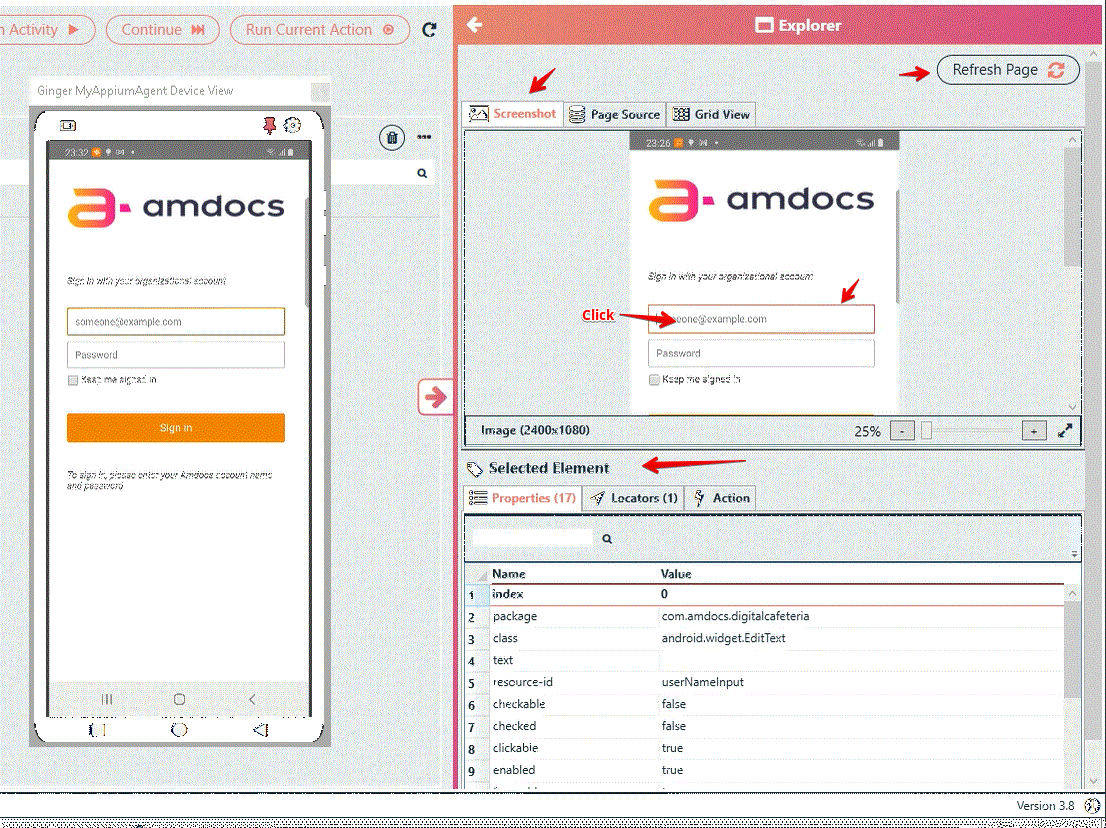 Activity
Continue
Run Current Action
Explorer
Refresh Page
Ginger MyAppiumAgent Device View
23:32
amdocs
Sign in with your organizational account
someone@example.com
Password
Keep me signed in
Sign in
To sign in, please enter your Amdocs account name
and password
Screenshot
Page Source
Grid View
23:26
amdocs
Sign in with your organizational account
Click
@example.com
Password
Keep me signed in
Image (2400x1080)
25%
-
+
Selected Element
Properties (17)
Locators (1)
Action
Name Value
1 index 0
2 package com.amdocs.digitalcafeteria
3 class android.widget.EditText
4 text
5 resource-id userNameInput
6 checkable false
7 checked false
8 clickable true
9 enabled true
Version 3.8